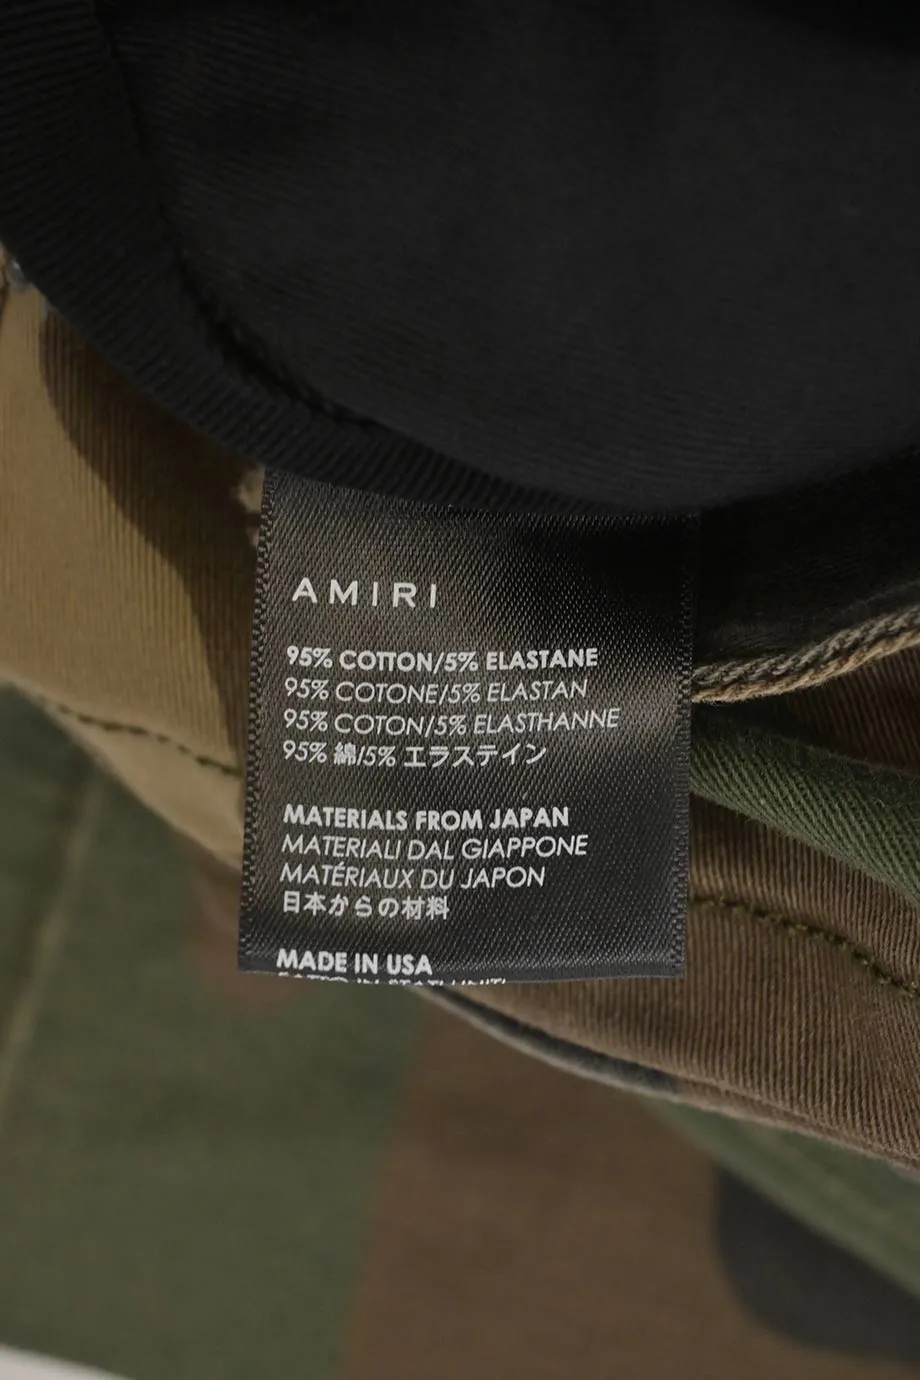 AMIRI
95% COTTON/5% ELASTANE
95% COTONE/5% ELASTAN
95% COTON/5% ELASTHANNE
95% 綿/5% エラステイン
MATERIALS FROM JAPAN
MATERIALI DAL GIAPPONE
MATÉRIAUX DU JAPON
日本からの材料
MADE IN USA